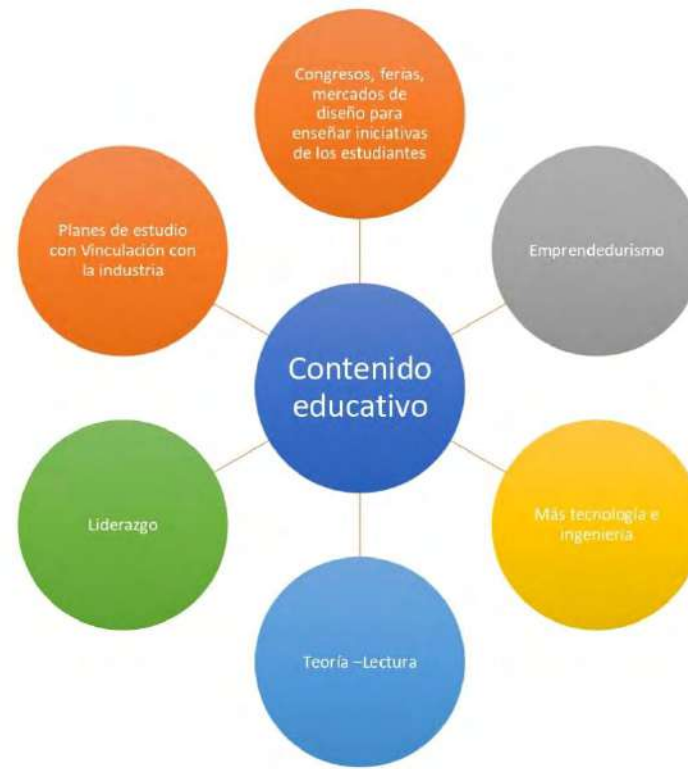 Congresos, ferias,
mercados de
diseño para
enseñar iniciativas
de los estudiantes
Emprendedurismo
Más tecnología e
ingeniería
Teoría –Lectura
Liderazgo
Planes de estudio
con Vinculación con
la industria
Contenido
educativo